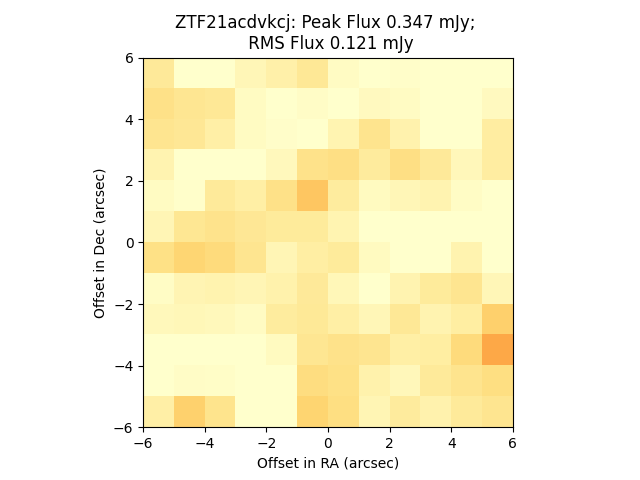 ZTF21acdvkcj: Peak Flux 0.347 mJy;
RMS Flux 0.121 mJy
6
4
2
0
−2
−4
−6
Offset in Dec (arcsec)
−6 −4 −2 0 2 4 6
Offset in RA (arcsec)